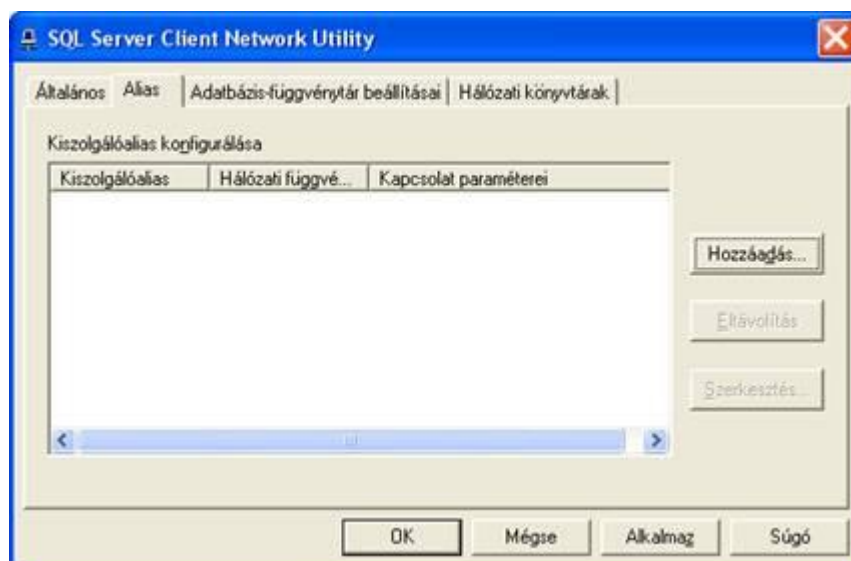 SQL Server Client Network Utility
Általános Alias Adatbázis-függvénytár beállításai Hálózati könyvtárak
Kiszolgálóalias konfigurálása
Kiszolgálóalias Hálózati függvé... Kapcsolat paraméterei
Hozzáadás...
Eltávolítás
Szerkesztés...
OK Mégse Alkalmaz Súgó